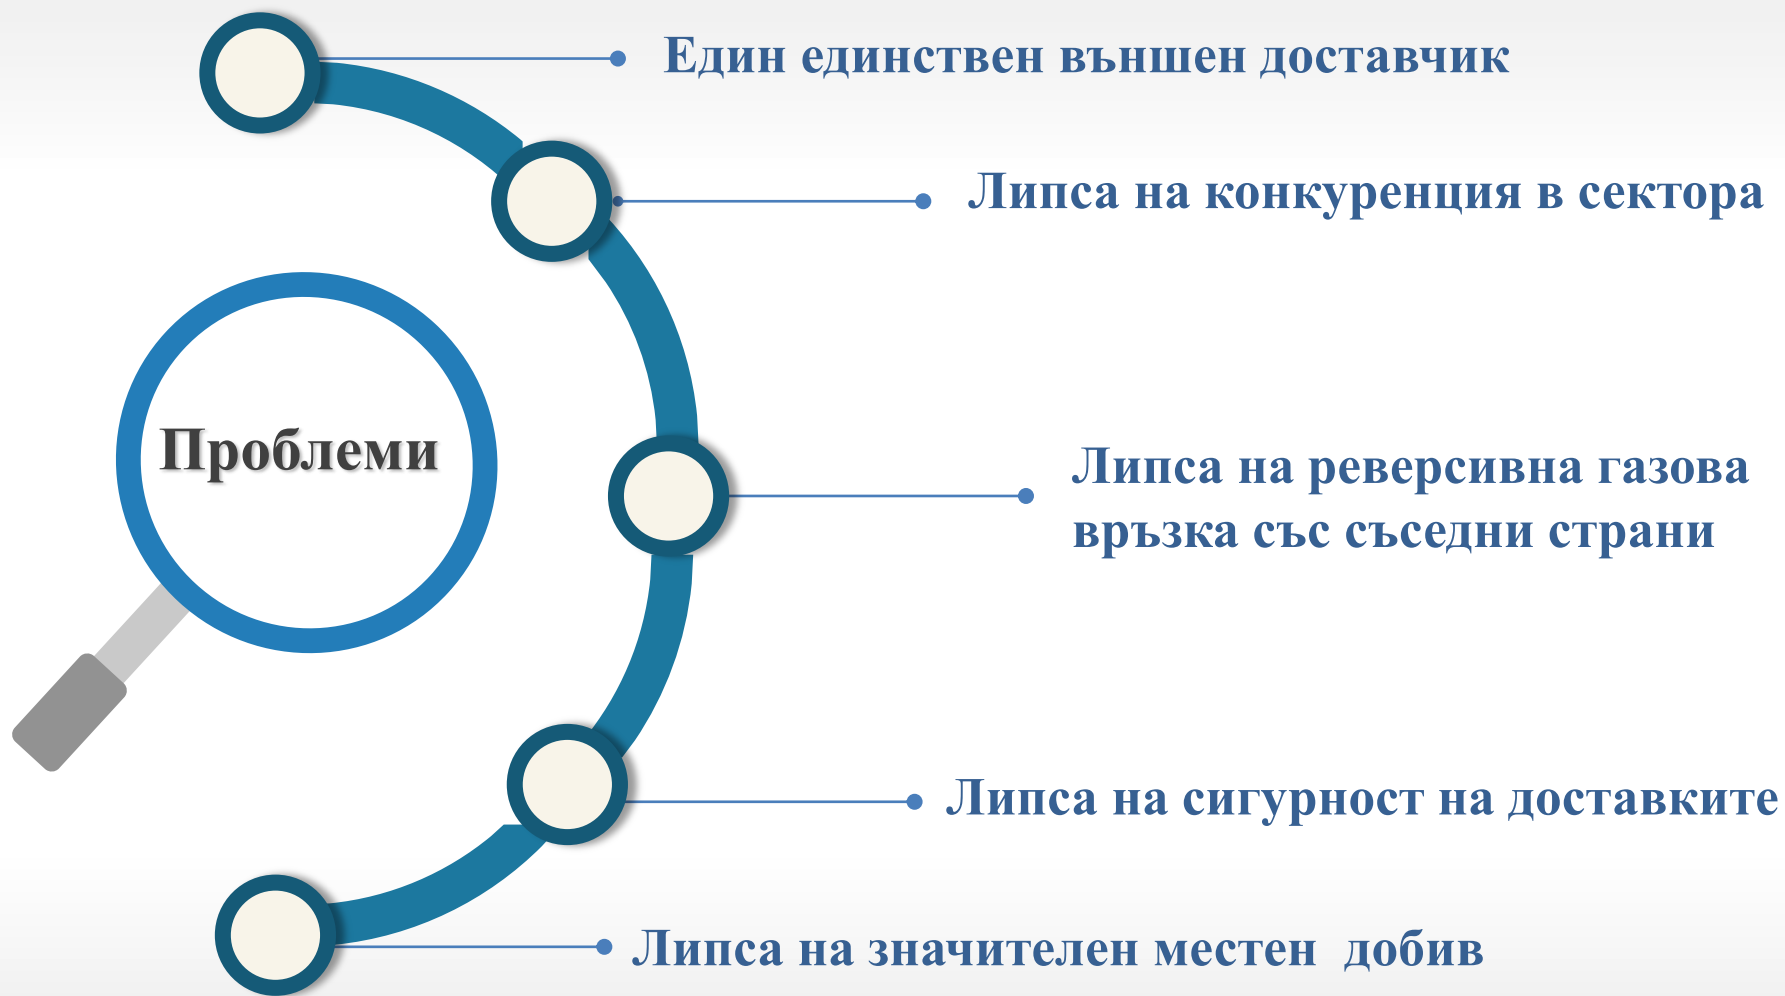 Един единствен външен доставчик
Липса на конкуренция в сектора
Проблеми
Липса на реверсивна газова
връзка със съседни страни
Липса на сигурност на доставките
Липса на значителен местен добив